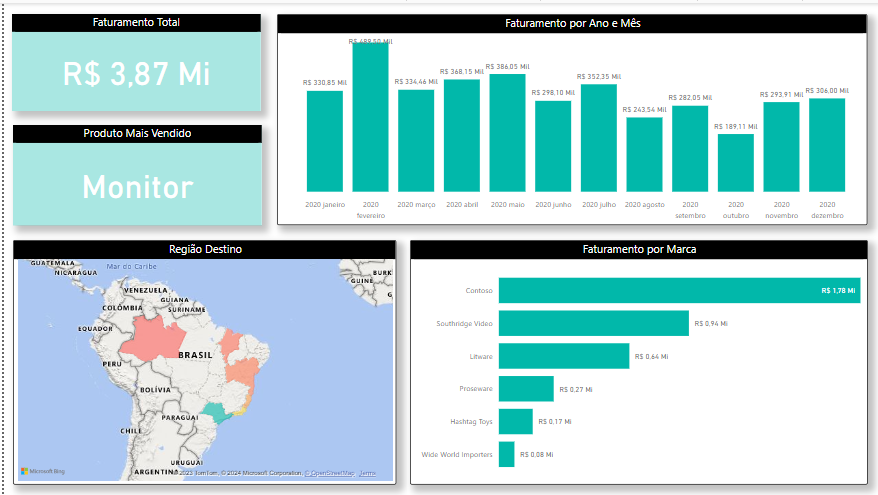 Faturamento Total
R$ 3,87 Mi
Produto Mais Vendido
Monitor
Faturamento por Ano e Mês
R$ 330,85 Mil
R$ 489,50 Mil
R$ 334,46 Mil
R$ 368,15 Mil
R$ 386,05 Mil
R$ 298,10 Mil
R$ 352,35 Mil
R$ 243,54 Mil
R$ 282,05 Mil
R$ 189,11 Mil
R$ 293,91 Mil
R$ 306,00 Mil
2020 janeiro
2020
fevereiro
2020 março
2020 abril
2020 maio
2020 junho
2020 julho
2020 agosto
2020
setembro
2020
outubro
2020
novembro
2020
dezembro
Região Destino
GUATEMALA
NICARÁGUA
Mar do Caribe
VENEZUELA
GUIANA
SURINAME
COLÔMBIA
EQUADOR
BRASIL
PERU
BOLÍVIA
PARAGUAI
CHILE
URUGUAI
ARGENTINA
GUINÉ
BURK
Microsoft Bing
2023 TomTom, © 2024 Microsoft Corporation, © OpenStreetMap Terms
Faturamento por Marca
Contoso
R$ 1,78 Mi
Southridge Video
R$ 0,94 Mi
Litware
R$ 0,64 Mi
Proseware
R$ 0,27 Mi
Hashtag Toys
R$ 0,17 Mi
Wide World Importers
R$ 0,08 Mi